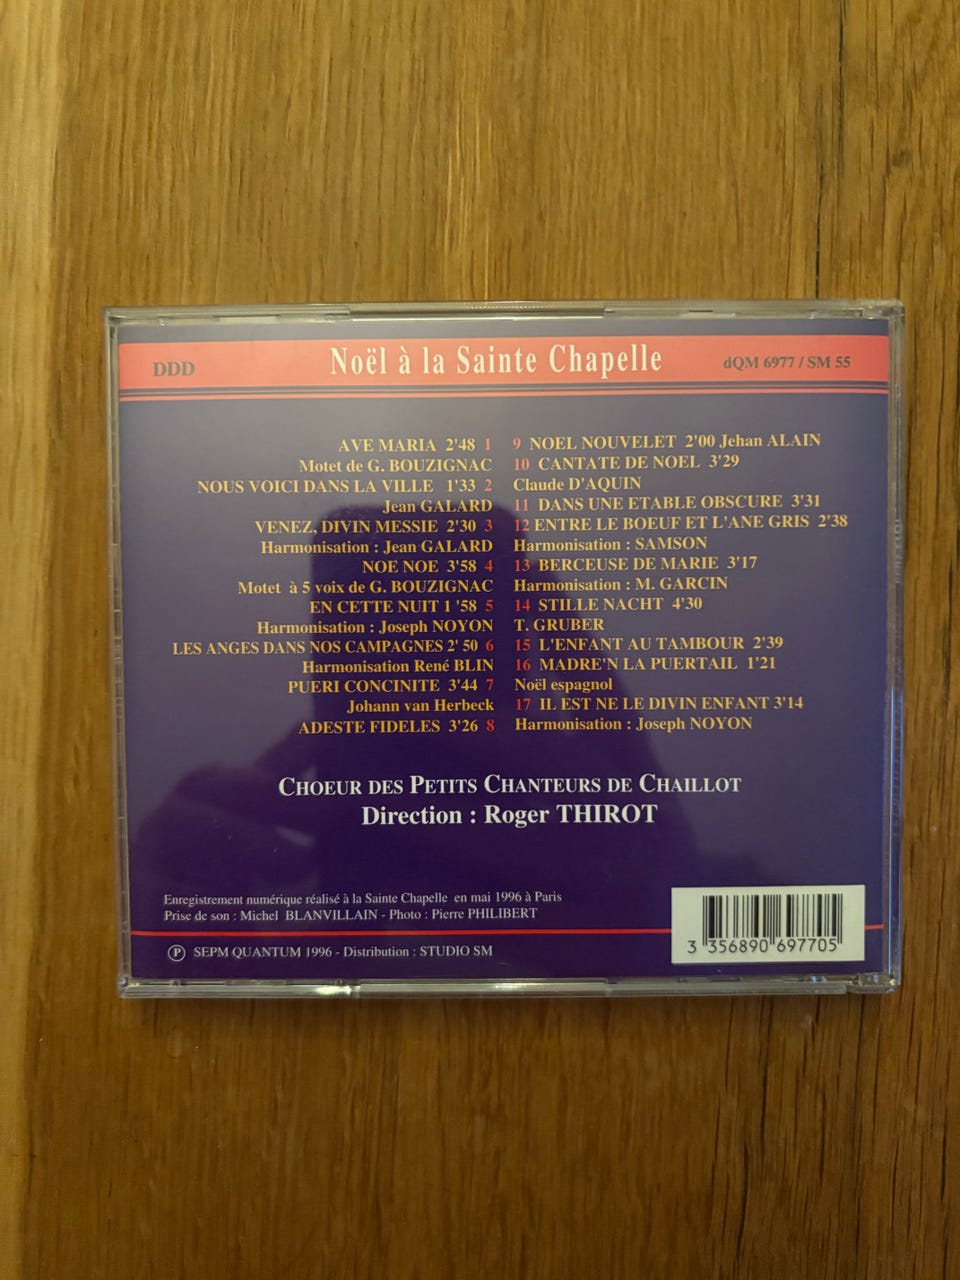 DDD
Noël à la Sainte Chapelle
dQM 6977 / SM 55
AVE MARIA 2'48 1
Motet de G. BOUZIGNAC
NOUS VOICI DANS LA VILLE 1'33 2
Jean GALARD
VENEZ, DIVIN MESSIE 2'30 3
Harmonisation : Jean GALARD
NOE NOE 3'58 4
Motet à 5 voix de G. BOUZIGNAC
EN CETTE NUIT 1 '58 5
Harmonisation : Joseph NOYON
LES ANGES DANS NOS CAMPAGNES 2' 50 6
Harmonisation René BLIN
PUERI CONCINITE 3'44 7
Johann van Herbeck
ADESTE FIDELES 3'26 8
9 NOEL NOUVELET 2'00 Jehan ALAIN
10 CANTATE DE NOEL 3'29
Claude D'AQUIN
11 DANS UNE ETABLE OBSCURE 3'31
12 ENTRE LE BOEUF ET L'ANE GRIS 2'38
Harmonisation : SAMSON
13 BERCEUSE DE MARIE 3'17
Harmonisation : M. GARCIN
14 STILLE NACHT 4'30
T. GRUBER
15 L'ENFANT AU TAMBOUR 2'39
16 MADRE'N LA PUERTAIL 1'21
Noël espagnol
17 IL EST NE LE DIVIN ENFANT 3'14
Harmonisation : Joseph NOYON
CHOEUR DES PETITS CHANTEURS DE CHAILLOT
Direction : Roger THIROT
Enregistrement numérique réalisé à la Sainte Chapelle en mai 1996 à Paris
Prise de son : Michel BLANVILLAIN - Photo : Pierre PHILIBERT
Ⓟ SEPM QUANTUM 1996 - Distribution : STUDIO SM
3 356890 697705